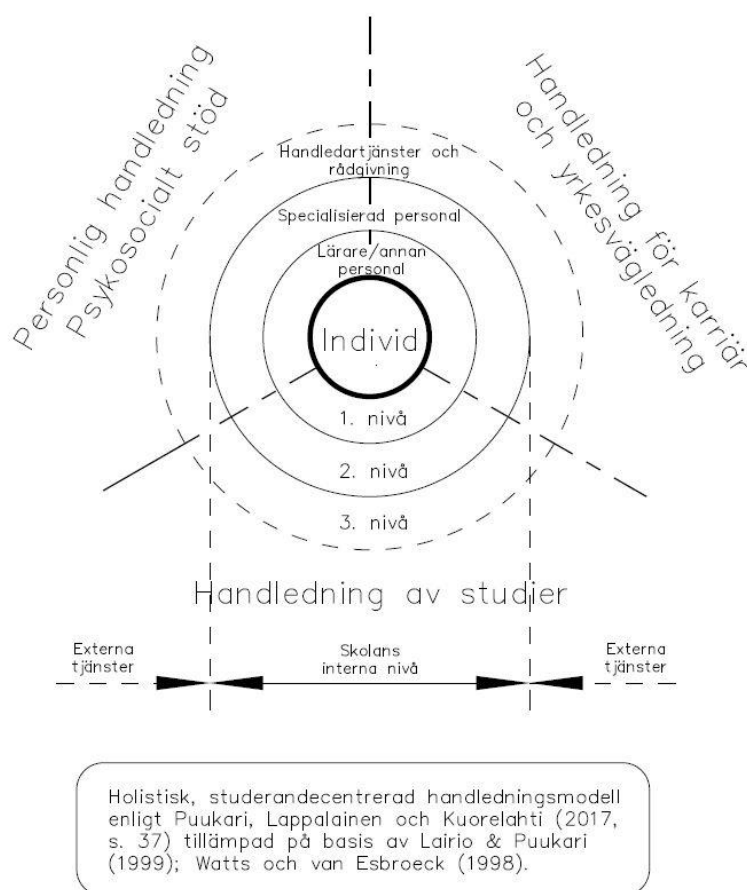 Personlig handledning
Psykosocialt stöd
Handledning för karriär
och yrkesvägledning
Handledartjänster och
rådgivning
Specialisierad personal
Lärare/annan
personal
Individ
1. nivå
2. nivå
3. nivå
Handledning av studier
Externa
tjänster
Skolans
interna nivå
Externa
tjänster
Holistisk, studerandecentrerad handledningsmodell
enligt Puukari, Lappalainen och Kuorelahti (2017,
s. 37) tillämpad på basis av Lairio & Puukari
(1999); Watts och van Esbroeck (1998).